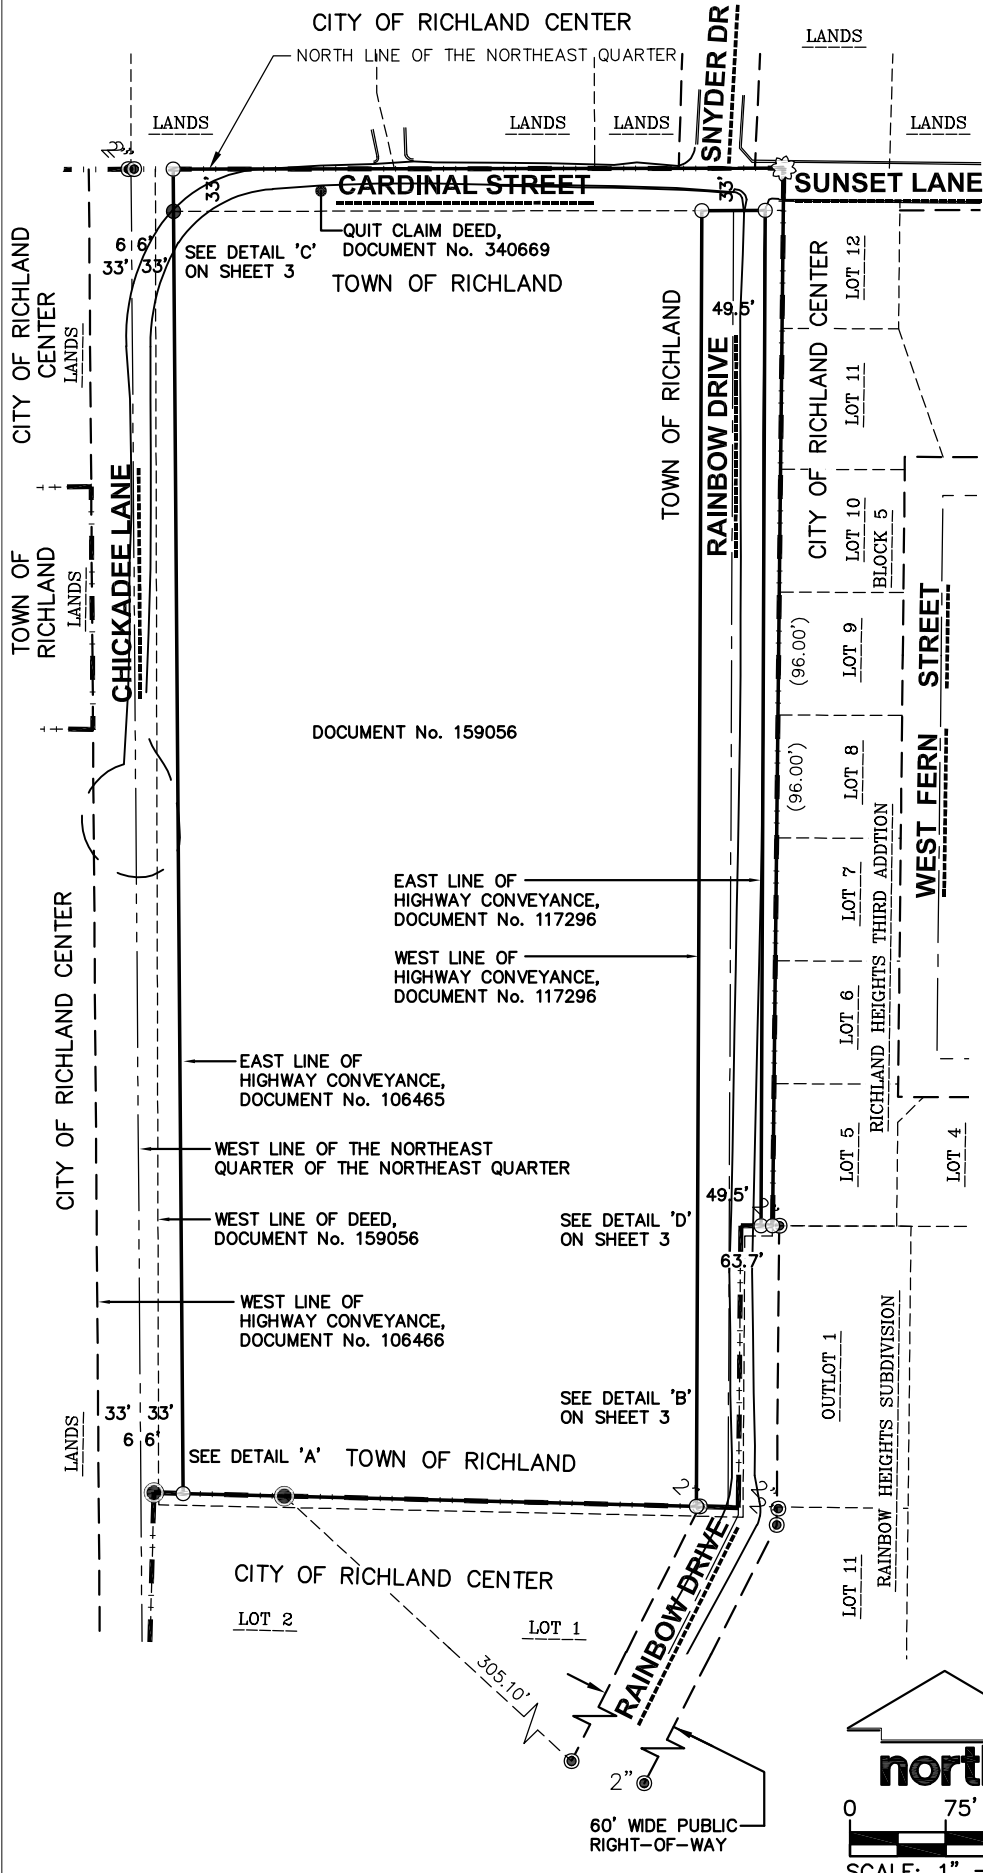 CITY OF RICHLAND CENTER
NORTH LINE OF THE NORTHEAST QUARTER
SNYDER DR
LANDS
LANDS
LANDS
LANDS
LANDS
2"
33'
CARDINAL STREET
33'
SUNSET LANE
QUIT CLAIM DEED,
DOCUMENT No. 340669
6.6'
33' 33'
SEE DETAIL 'C'
ON SHEET 3
TOWN OF RICHLAND
CITY OF RICHLAND
CENTER
LANDS
TOWN OF RICHLAND
49.5'
RAINBOW DRIVE
CITY OF RICHLAND CENTER
LOT 12
LOT 11
LOT 10
BLOCK 5
LOT 9
(96.00')
LOT 8
(96.00')
LOT 7
LOT 6
LOT 5
LOT 4
RICHLAND HEIGHTS THIRD ADDTION
WEST FERN STREET
CHICKADEE LANE
TOWN OF
RICHLAND
LANDS
DOCUMENT No. 159056
EAST LINE OF
HIGHWAY CONVEYANCE,
DOCUMENT No. 117296
WEST LINE OF
HIGHWAY CONVEYANCE,
DOCUMENT No. 117296
CITY OF RICHLAND CENTER
EAST LINE OF
HIGHWAY CONVEYANCE,
DOCUMENT No. 106465
WEST LINE OF THE NORTHEAST
QUARTER OF THE NORTHEAST QUARTER
WEST LINE OF DEED,
DOCUMENT No. 159056
SEE DETAIL 'D'
ON SHEET 3
49.5'
2"
63.7'
WEST LINE OF
HIGHWAY CONVEYANCE,
DOCUMENT No. 106466
OUTLOT 1
RAINBOW HEIGHTS SUBDIVISION
SEE DETAIL 'B'
ON SHEET 3
LANDS
33' 33'
6.6'
SEE DETAIL 'A'
TOWN OF RICHLAND
2"
2"
2"
LOT 11
CITY OF RICHLAND CENTER
LOT 2
LOT 1
RAINBOW DRIVE
305.10'
2"
60' WIDE PUBLIC
RIGHT-OF-WAY
0 75'
SCALE: 1"